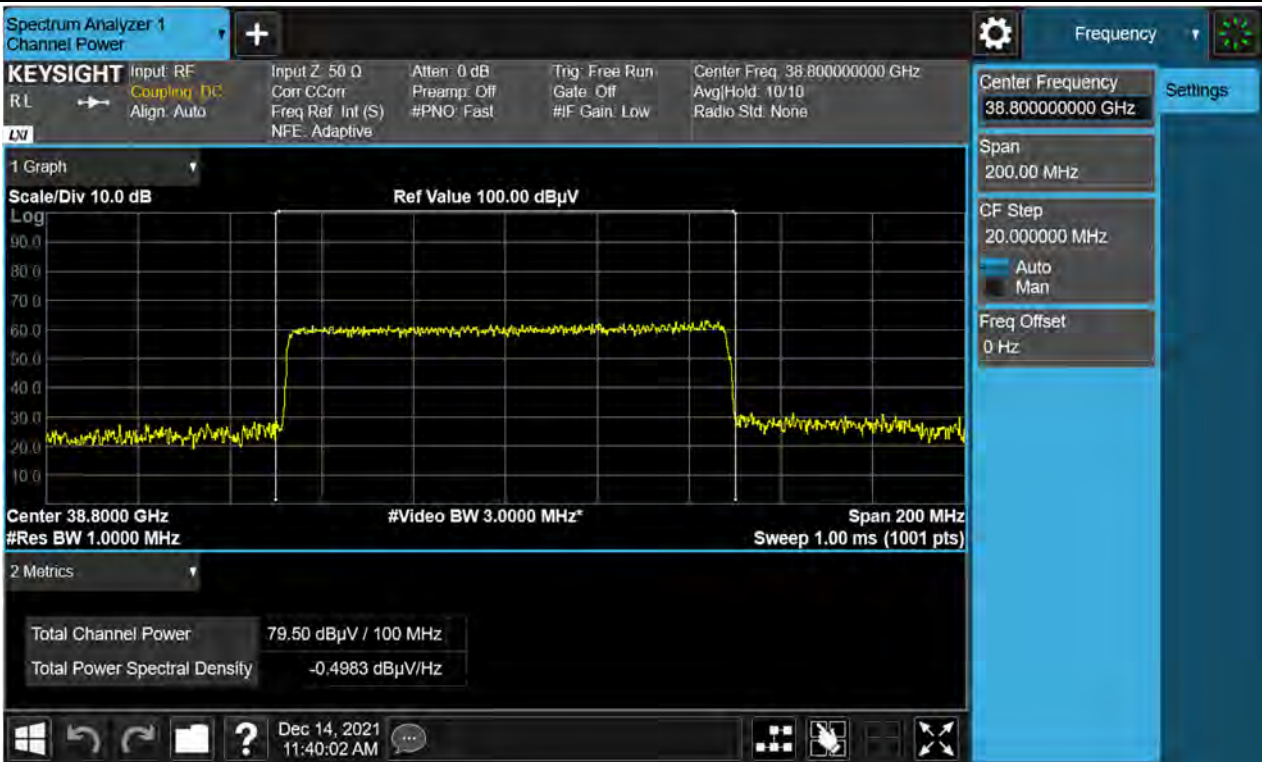 Spectrum Analyzer 1
Channel Power
+
Frequency
KEYSIGHT
RL
LXI
Input: RF
Coupling: DC
Align: Auto
Input Z: 50 Ω
Corr CCorr
Freq Ref: Int (S)
NFE: Adaptive
Atten: 0 dB
Preamp: Off
#PNO: Fast
Trig: Free Run
Gate: Off
#IF Gain: Low
Center Freq: 38.800000000 GHz
Avg|Hold: 10/10
Radio Std: None
Center Frequency
38.800000000 GHz
Settings
Span
200.00 MHz
CF Step
20.000000 MHz
Auto
Man
Freq Offset
0 Hz
1 Graph
Scale/Div 10.0 dB
Ref Value 100.00 dBµV
Log
90.0
80.0
70.0
60.0
50.0
40.0
30.0
20.0
10.0
Center 38.8000 GHz
#Video BW 3.0000 MHz*
Span 200 MHz
#Res BW 1.0000 MHz
Sweep 1.00 ms (1001 pts)
2 Metrics
Total Channel Power 79.50 dBµV / 100 MHz
Total Power Spectral Density -0.4983 dBµV/Hz
?
Dec 14, 2021
11:40:02 AM